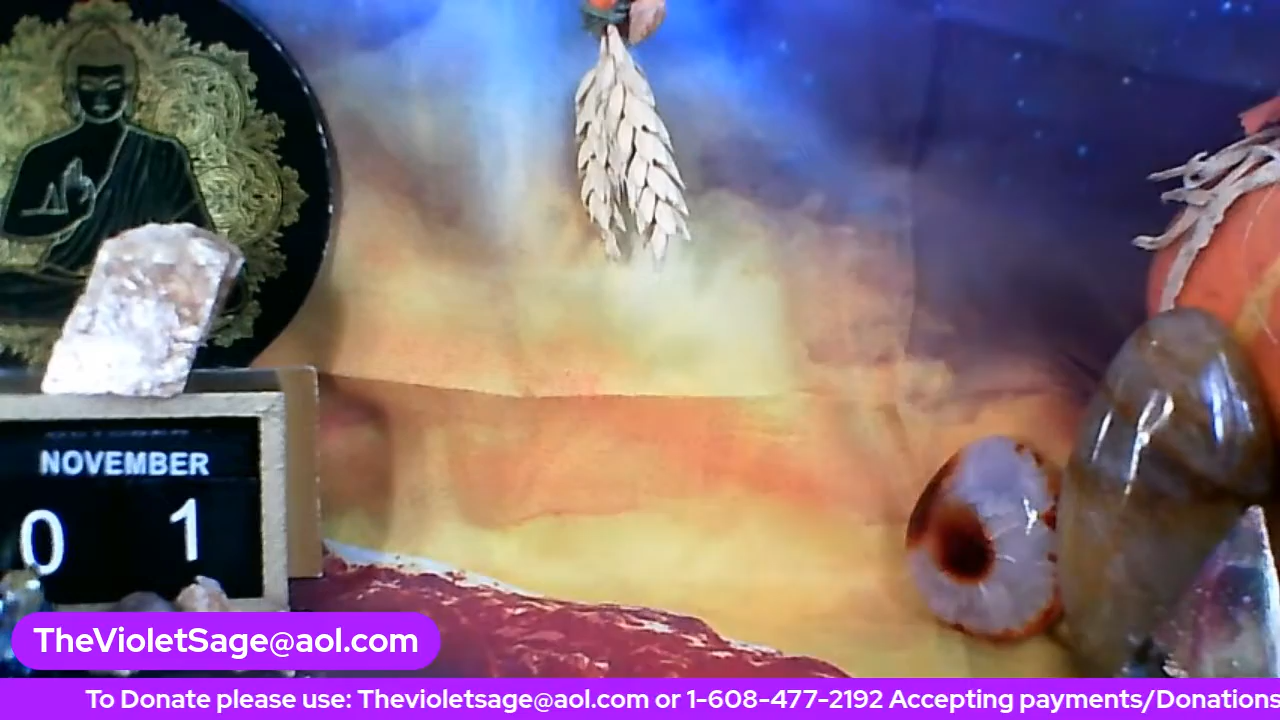 NOVEMBER
0 1
TheVioletSage@aol.com
To Donate please use: Thevioletsage@aol.com or 1-608-477-2192 Accepting payments/Donations